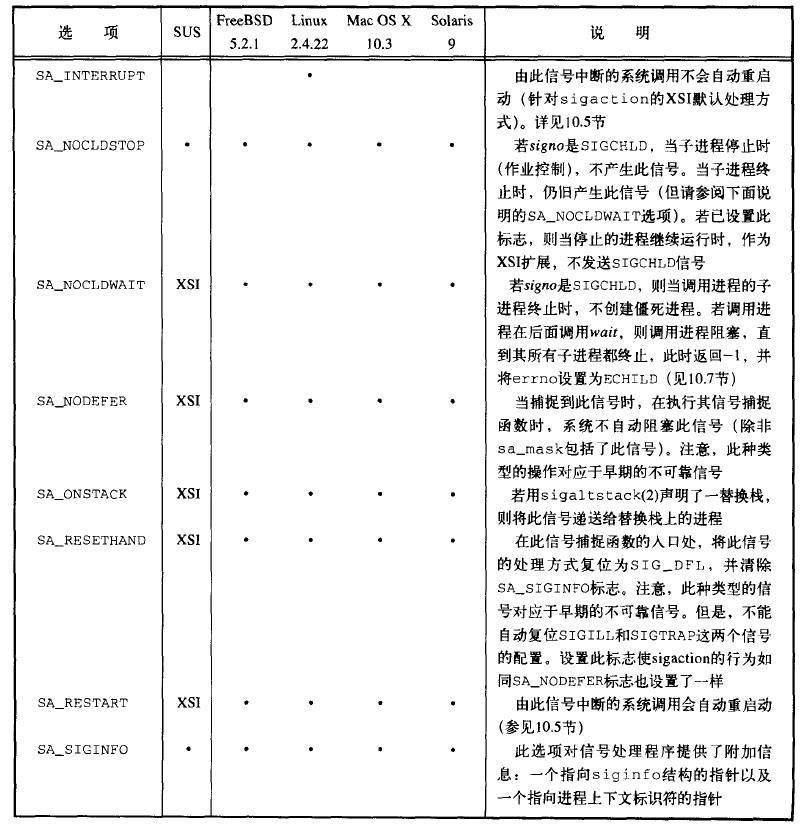 选 项 SUS FreeBSD 5.2.1 Linux 2.4.22 Mac OS X 10.3 Solaris 9 说 明
SA_INTERRUPT • 由此信号中断的系统调用不会自动重启
动（针对sigaction的XSI默认处理方
式）。详见10.5节
SA_NOCLDSTOP • • • • • 若signo是SIGCHLD，当子进程停止时
（作业控制），不产生此信号。当子进程终
止时，仍旧产生此信号（但请参阅下面说
明的SA_NOCLDWAIT选项）。若已设置此
标志，则当停止的进程继续运行时，作为
XSI扩展，不发送SIGCHLD信号
SA_NOCLDWAIT XSI • • • • 若signo是SIGCHLD，则当调用进程的子
进程终止时，不创建僵死进程。若调用进
程在后面调用wait，则调用进程阻塞，直
到其所有子进程都终止，此时返回−1，并
将errno设置为ECHILD（见10.7节）
SA_NODEFER XSI • • • • 当捕捉到此信号时，在执行其信号捕捉
函数时，系统不自动阻塞此信号（除非
sa_mask包括了此信号）。注意，此种类
型的操作对应于早期的不可靠信号
SA_ONSTACK XSI • • • • 若用sigaltstack(2)声明了一替换栈，
则将此信号递送给替换栈上的进程
SA_RESETHAND XSI • • • • 在此信号捕捉函数的入口处，将此信号
的处理方式复位为SIG_DFL，并清除
SA_SIGINFO标志。注意，此种类型的信
号对应于早期的不可靠信号。但是，不能
自动复位SIGILL和SIGTRAP这两个信号
的配置。设置此标志使sigaction的行为如
同SA_NODEFER标志也设置了一样
SA_RESTART XSI • • • • 由此信号中断的系统调用会自动重启动
（参见10.5节）
SA_SIGINFO • • • • • 此选项对信号处理程序提供了附加信
息：一个指向siginfo结构的指针以及
一个指向进程上下文标识符的指针